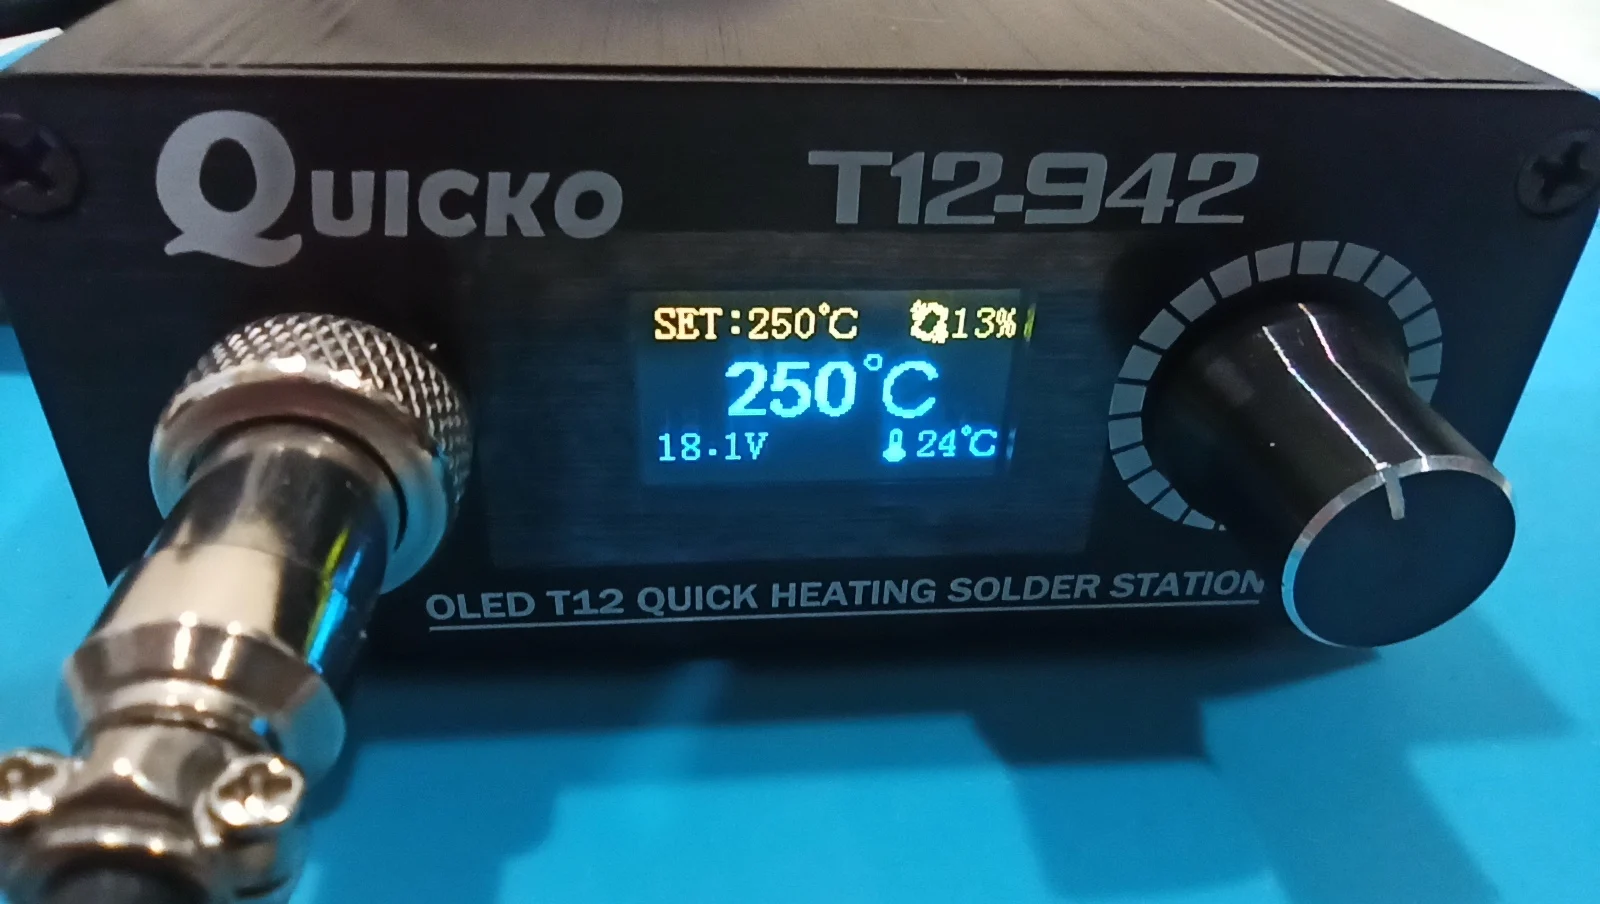 QUICKO
T12-942
SET:250℃ 13%
250℃
18.1V 24℃
OLED T12 QUICK HEATING SOLDER STATION